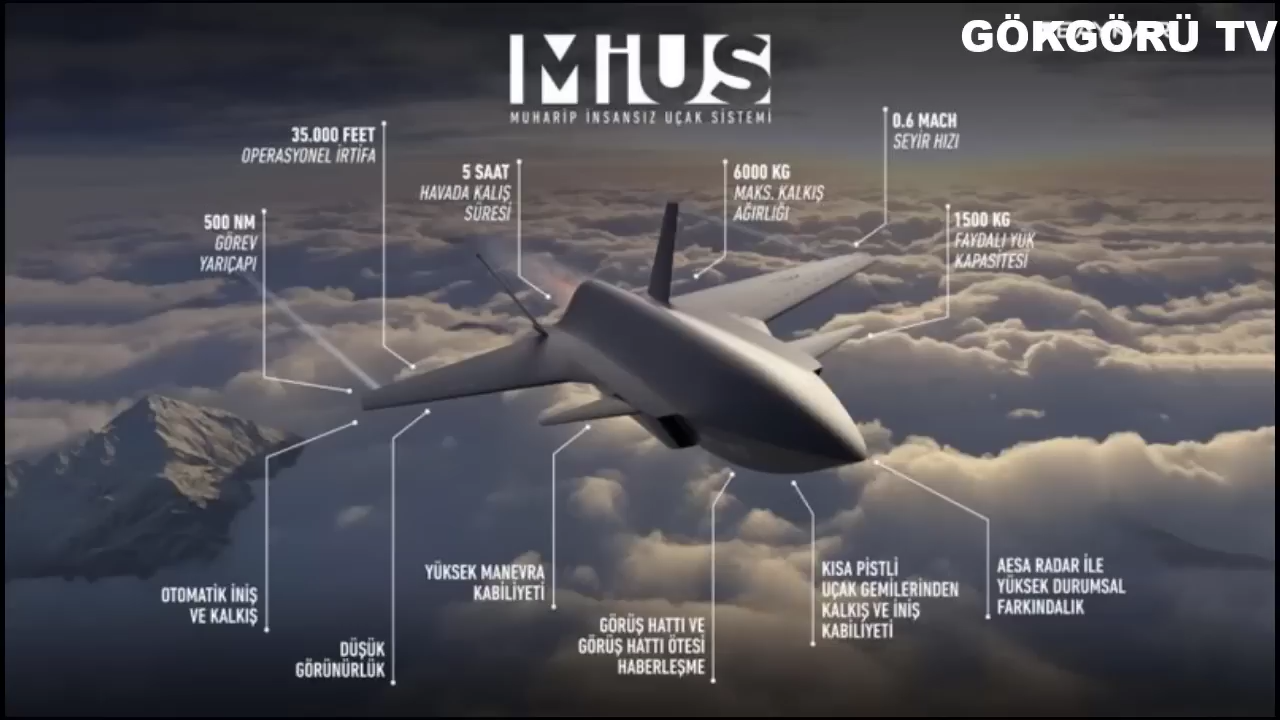 GÖKGÖRÜ TV
MİUS
MUHARİP İNSANSIZ UÇAK SİSTEMİ
35.000 FEET
OPERASYONEL İRTİFA
5 SAAT
HAVADA KALIŞ
SÜRESİ
6000 KG
MAKS. KALKIŞ
AĞIRLIĞI
0.6 MACH
SEYİR HIZI
500 NM
GÖREV
YARIÇAPI
1500 KG
FAYDALI YÜK
KAPASİTESİ
OTOMATİK İNİŞ
VE KALKIŞ
DÜŞÜK
GÖRÜNÜRLÜK
YÜKSEK MANEVRA
KABİLİYETİ
GÖRÜŞ HATTI VE
GÖRÜŞ HATTI ÖTESİ
HABERLEŞME
KISA PİSTLİ
UÇAK GEMİLERİNDEN
KALKIŞ VE İNİŞ
KABİLİYETİ
AESA RADAR İLE
YÜKSEK DURUMSAL
FARKINDALIK